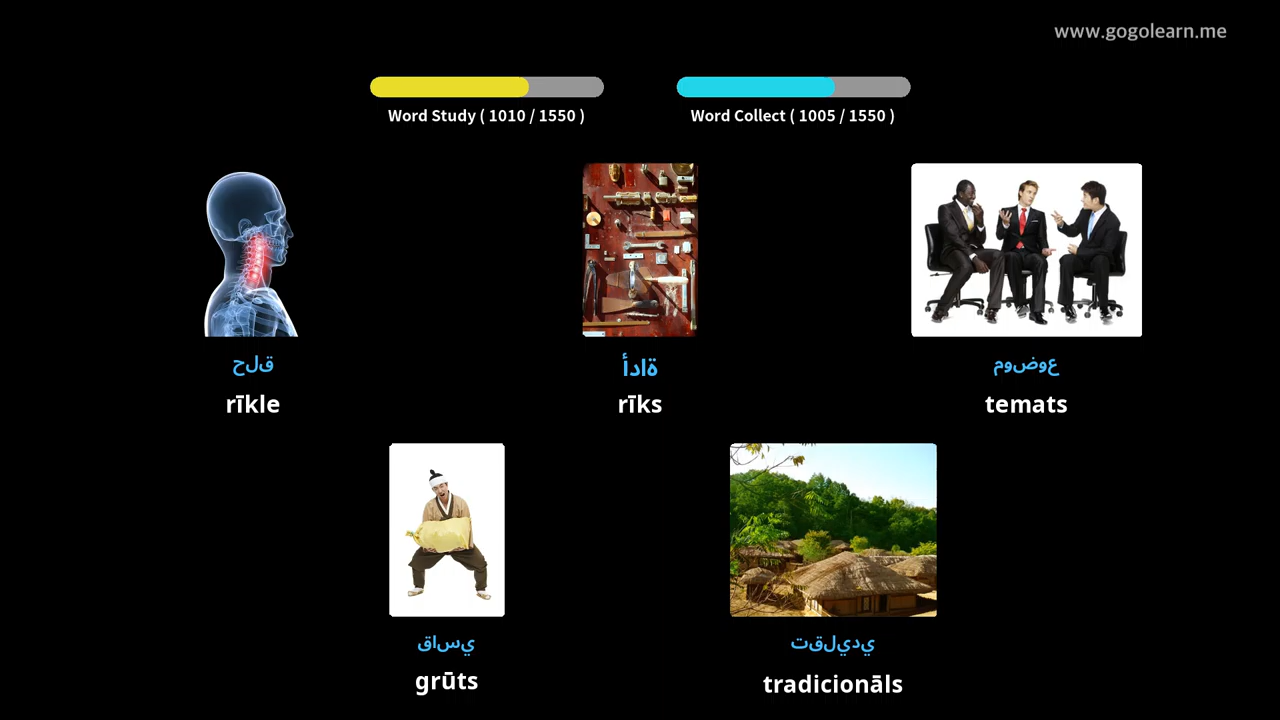 www.gogolearn.me
Word Study ( 1010 / 1550 )
Word Collect ( 1005 / 1550 )
حلق
rīkle
أداة
rīks
موضوع
temats
قاسي
grūts
تقليدي
tradicionāls